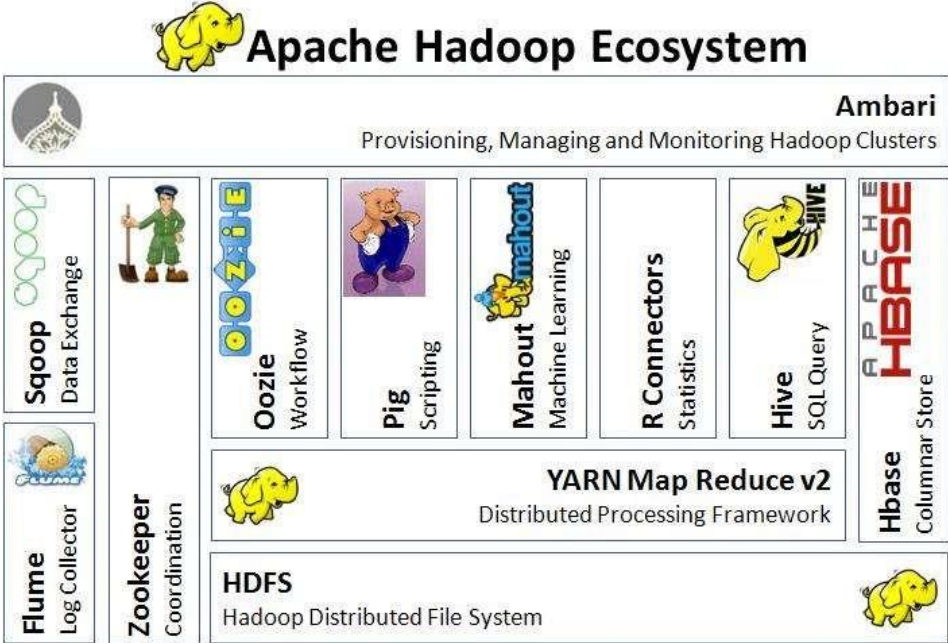 Apache Hadoop Ecosystem
Ambari
Provisioning, Managing and Monitoring Hadoop Clusters
sqoop
Sqoop
Data Exchange
FLUME
Flume
Log Collector
Zookeeper
Coordination
OOZIE
Oozie
Workflow
Pig
Scripting
mahout
Mahout
Machine Learning
R Connectors
Statistics
HIVE
Hive
SQL Query
APACHE
HBASE
Hbase
Columnar Store
YARN Map Reduce v2
Distributed Processing Framework
HDFS
Hadoop Distributed File System